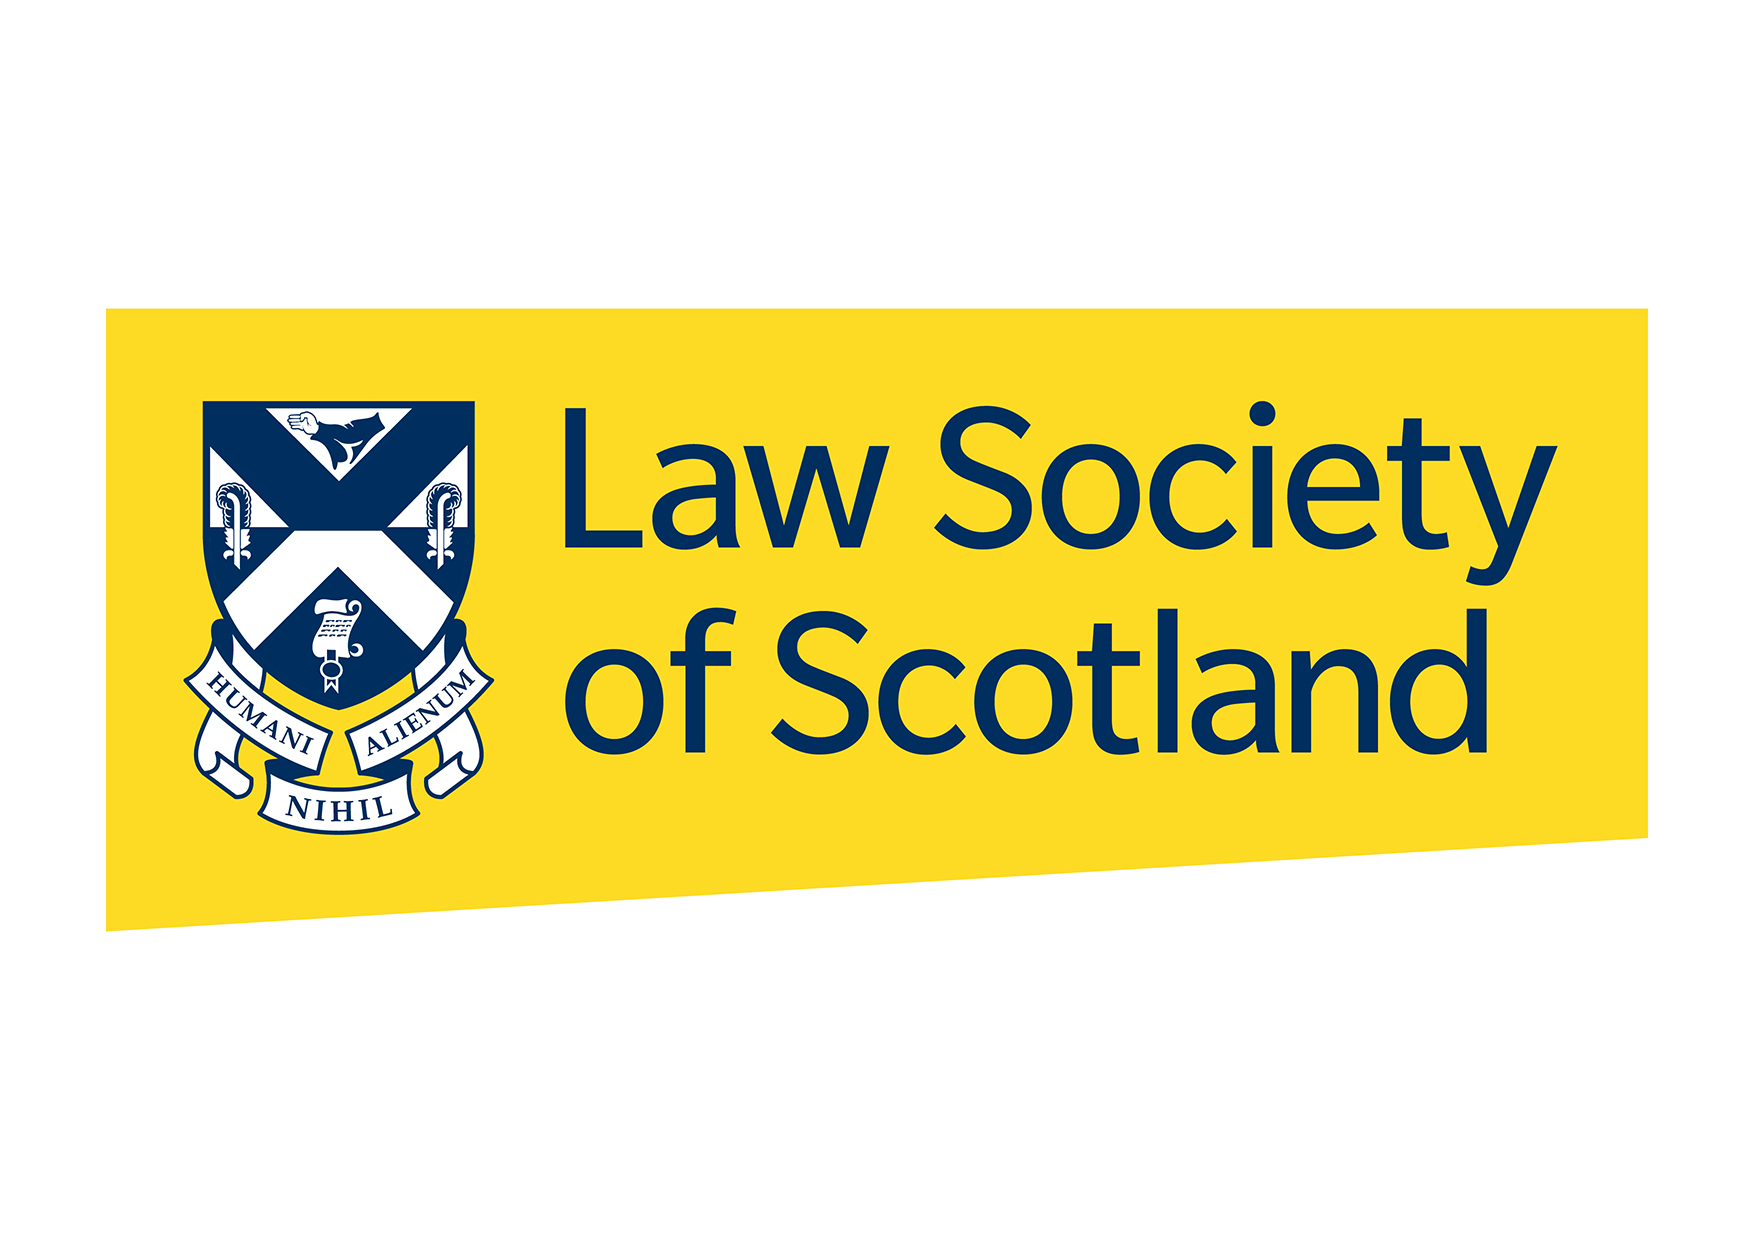 Law Society
of Scotland
HUMANI
NIHIL
ALIENUM